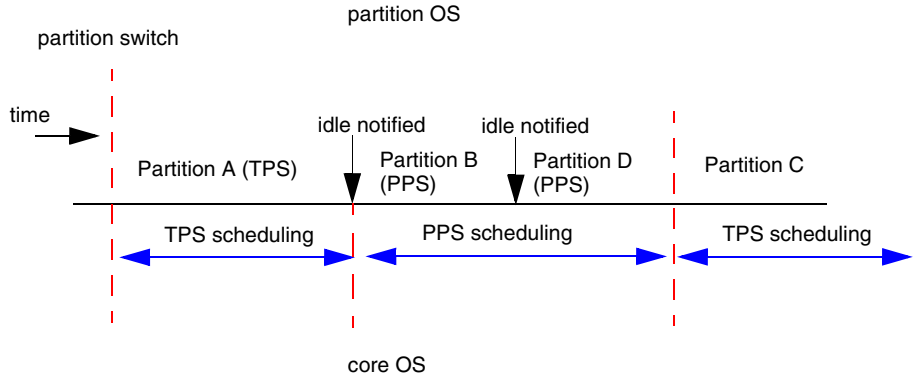 partition OS
partition switch
time
idle notified
idle notified
Partition A (TPS)
Partition B
(PPS)
Partition D
(PPS)
Partition C
TPS scheduling
PPS scheduling
TPS scheduling
core OS